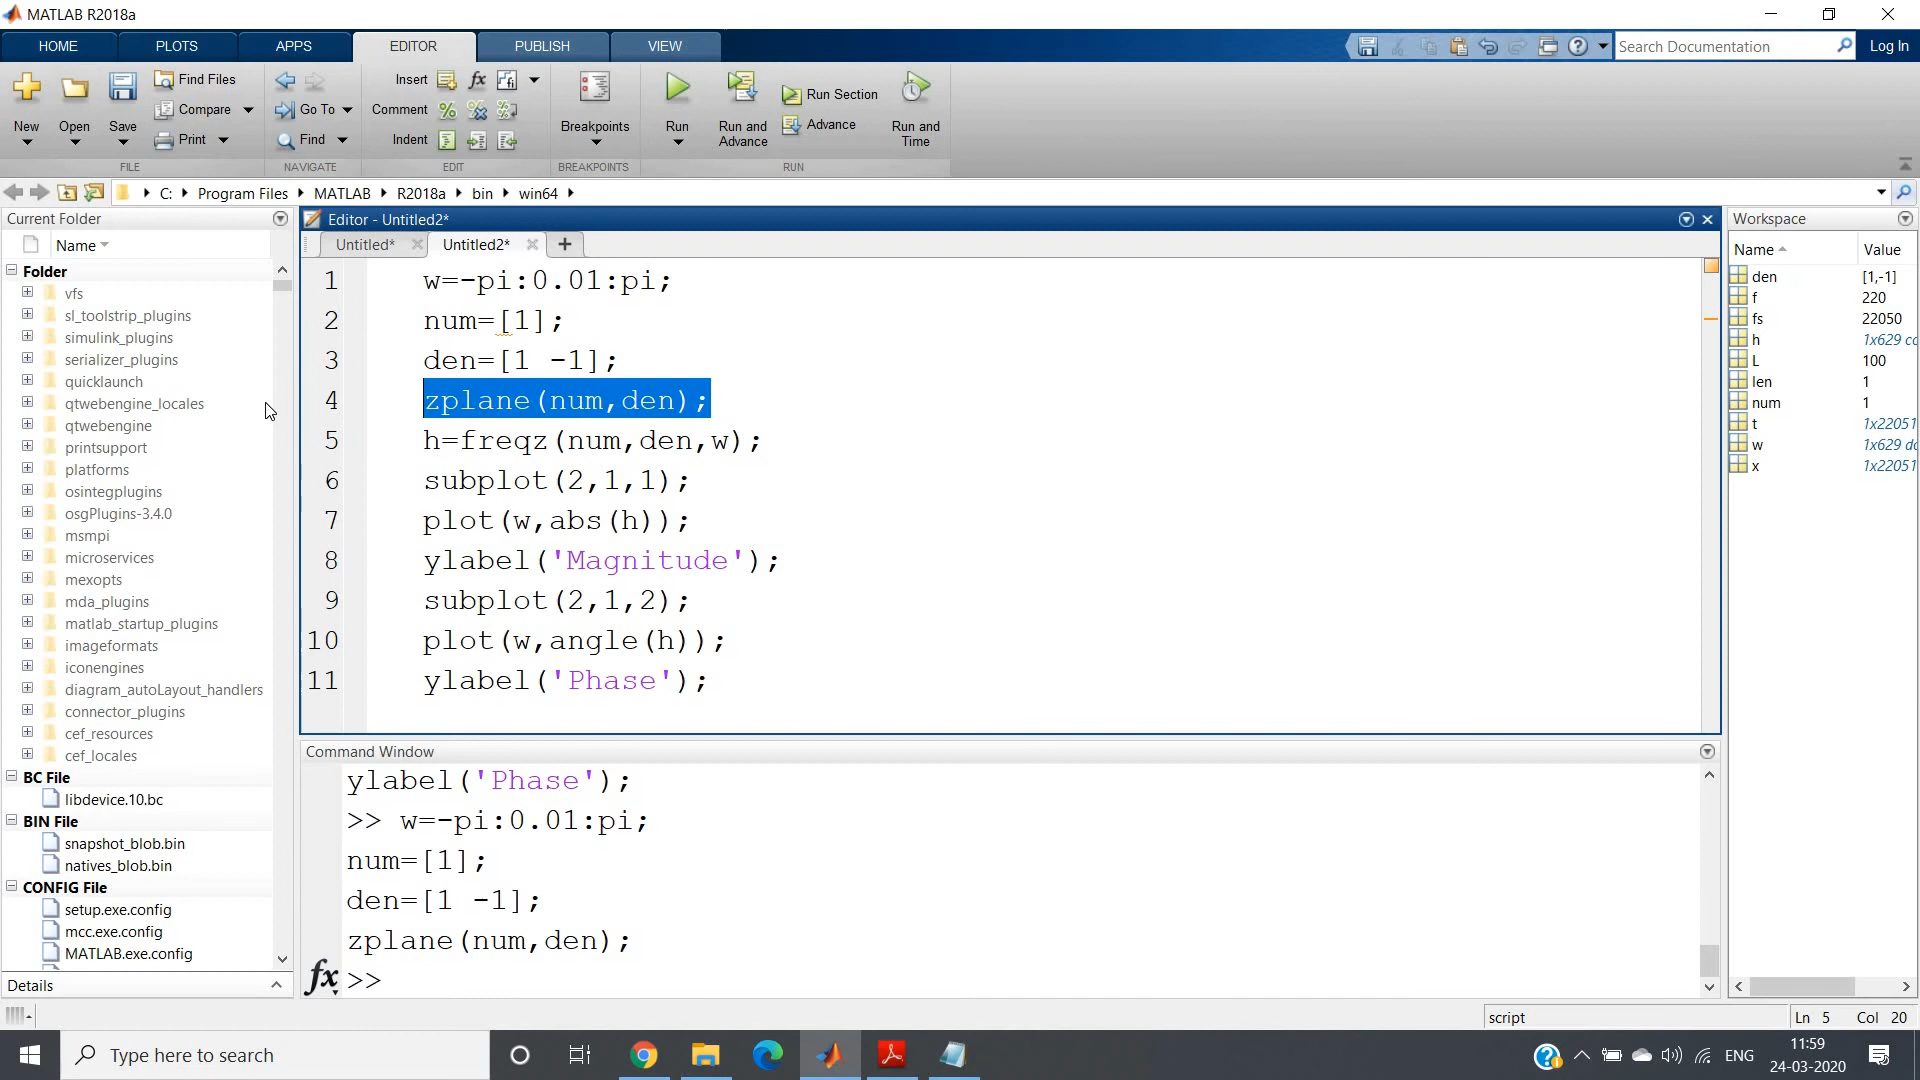 MATLAB R2018a
HOME PLOTS APPS EDITOR PUBLISH VIEW
Search Documentation
Log In
New
Open
Save
Find Files
Compare
Print
FILE
Go To
Find
NAVIGATE
Insert
Comment
Indent
EDIT
Breakpoints
BREAKPOINTS
Run
Run and
Advance
Run Section
Advance
Run and
Time
RUN
C: Program Files MATLAB R2018a bin win64
Current Folder
Name
Folder
vfs
sl_toolstrip_plugins
simulink_plugins
serializer_plugins
quicklaunch
qtwebengine_locales
qtwebengine
printsupport
platforms
osintegplugins
osgPlugins-3.4.0
msmpi
microservices
mexopts
mda_plugins
matlab_startup_plugins
imageformats
iconengines
diagram_autoLayout_handlers
connector_plugins
cef_resources
cef_locales
BC File
libdevice.10.bc
BIN File
snapshot_blob.bin
natives_blob.bin
CONFIG File
setup.exe.config
mcc.exe.config
MATLAB.exe.config
Details
Editor - Untitled2*
Untitled* Untitled2*
1 w=-pi:0.01:pi;
2 num=[1];
3 den=[1 -1];
4 zplane(num,den);
5 h=freqz(num,den,w);
6 subplot(2,1,1);
7 plot(w,abs(h));
8 ylabel('Magnitude');
9 subplot(2,1,2);
10 plot(w,angle(h));
11 ylabel('Phase');
Command Window
ylabel('Phase');
>> w=-pi:0.01:pi;
num=[1];
den=[1 -1];
zplane(num,den);
fx >>
Workspace
Name Value
den [1,-1]
f 220
fs 22050
h 1x629 co
L 100
len 1
num 1
t 1x22051
w 1x629 do
x 1x22051
script
Ln 5 Col 20
Type here to search
ENG
11:59
24-03-2020